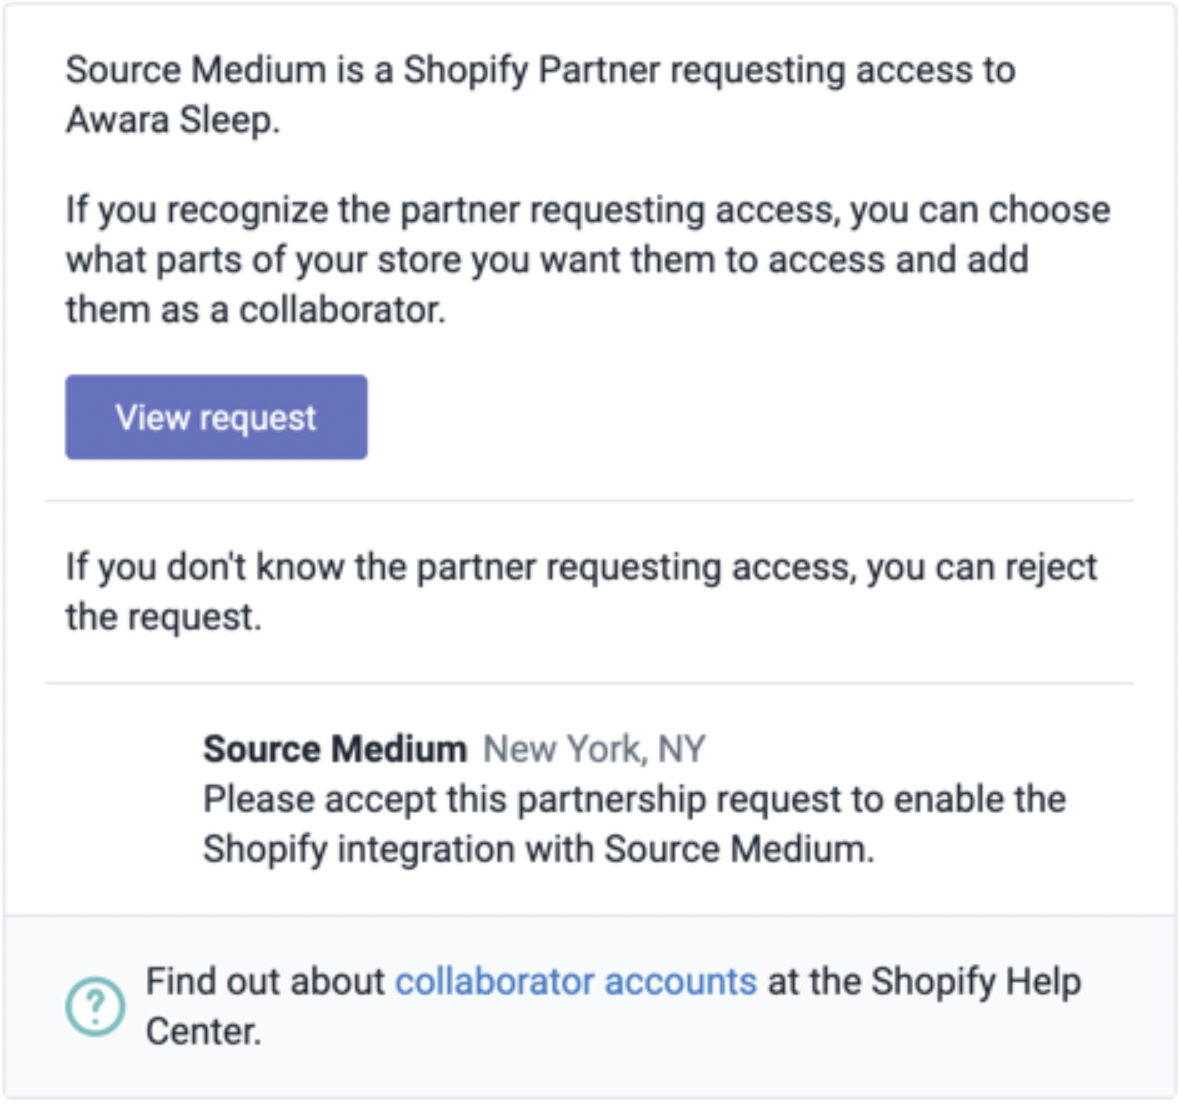 Source Medium is a Shopify Partner requesting access to
Awara Sleep.
If you recognize the partner requesting access, you can choose
what parts of your store you want them to access and add
them as a collaborator.
View request
If you don't know the partner requesting access, you can reject
the request.
Source Medium New York, NY
Please accept this partnership request to enable the
Shopify integration with Source Medium.
Find out about collaborator accounts at the Shopify Help
Center.